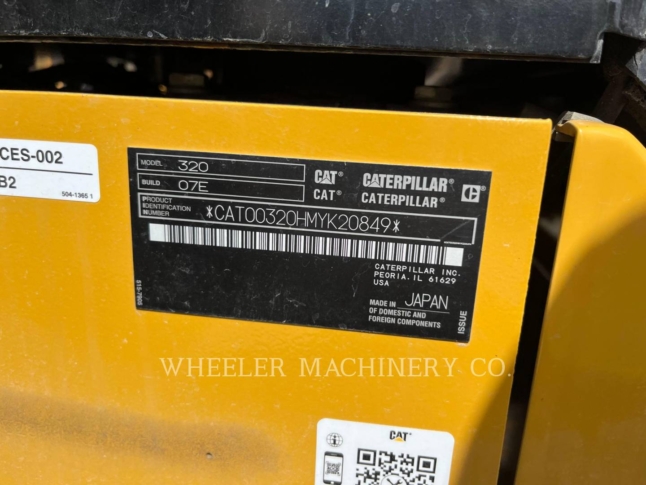 CES-002
B2
504-1365 1
MODEL 320
BUILD 07E
CAT® CATERPILLAR®
CAT® CATERPILLAR®
PRODUCT IDENTIFICATION NUMBER *CAT00320HMYK20849*
CATERPILLAR INC.
PEORIA, IL 61629
USA
MADE IN JAPAN
OF DOMESTIC AND
FOREIGN COMPONENTS
ISSUE
WHEELER MACHINERY CO.
CAT